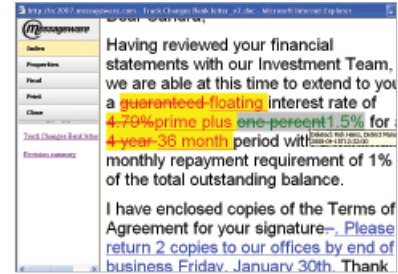 http://tc2007.messageware.com - Track Changes Bank letter_v2.doc - Microsoft Internet Explorer
Messageware
Index
Properties
Read
Print
Close
Track Changes Bank letter
Revision summary
Dear Sandra,
Having reviewed your financial
statements with our Investment Team,
we are able at this time to extend to you
a guaranteed floating interest rate of
4.70%prime plus one percent1.5% for a
4 year 36 month period with
monthly repayment requirement of 1%
of the total outstanding balance.
I have enclosed copies of the Terms of
Agreement for your signature. . Please
return 2 copies to our offices by end of
business Friday, January 30th. Thank